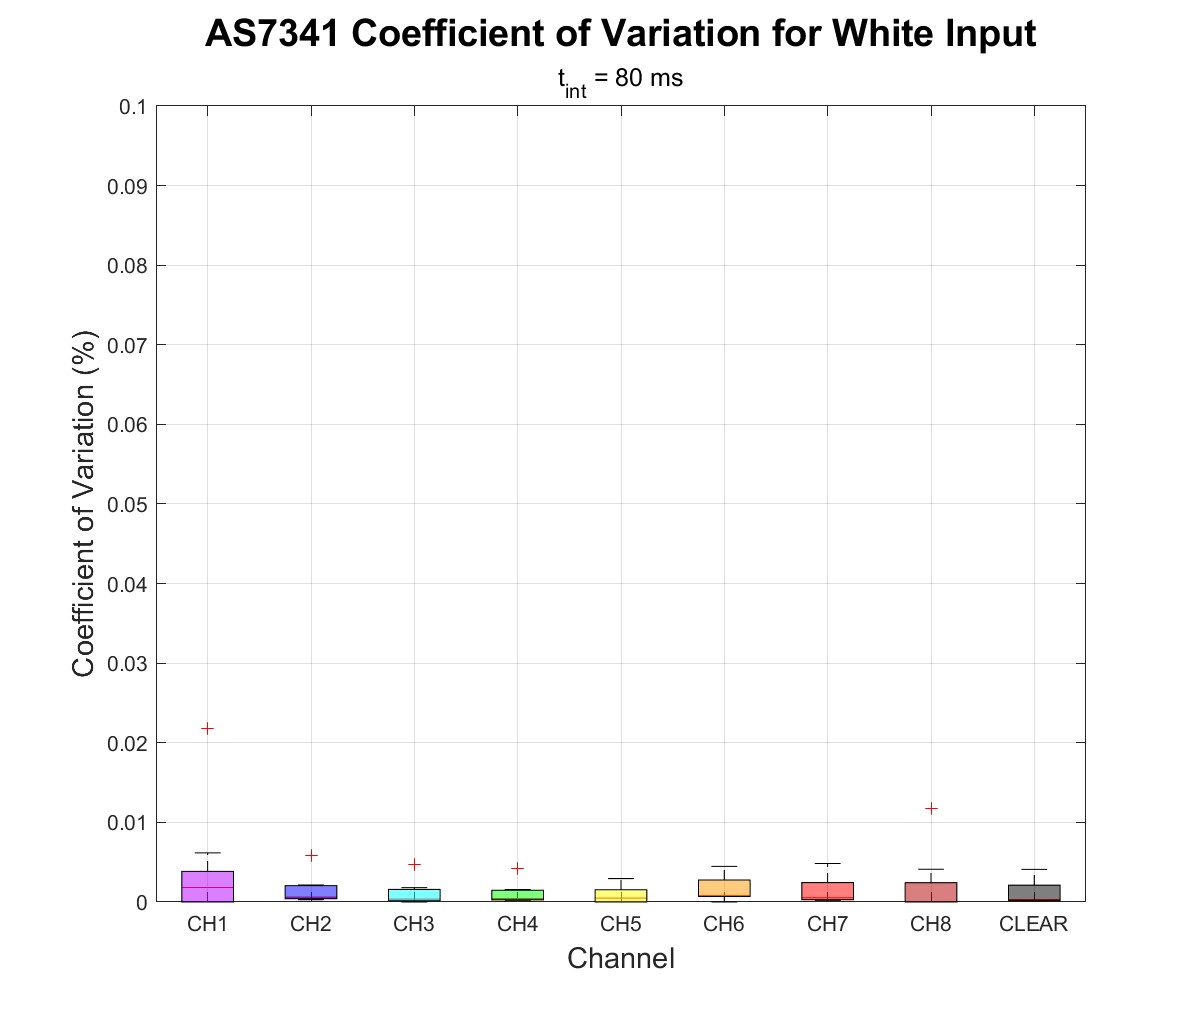 AS7341 Coefficient of Variation for White Input
t_int = 80 ms
0.1
0.09
0.08
0.07
0.06
0.05
0.04
0.03
0.02
0.01
0
Coefficient of Variation (%)
CH1 CH2 CH3 CH4 CH5 CH6 CH7 CH8 CLEAR
Channel